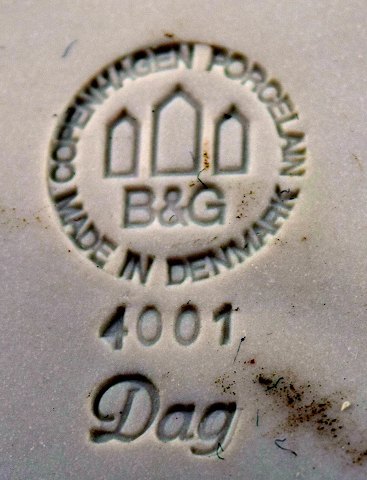 COPENHAGEN PORCELAIN
B&G
MADE IN DENMARK
4001
Dag